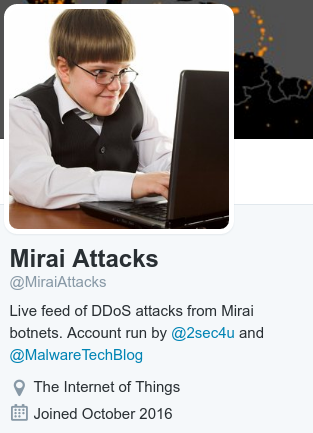 Mirai Attacks
@MiraiAttacks
Live feed of DDoS attacks from Mirai
botnets. Account run by @2sec4u and
@MalwareTechBlog
The Internet of Things
Joined October 2016